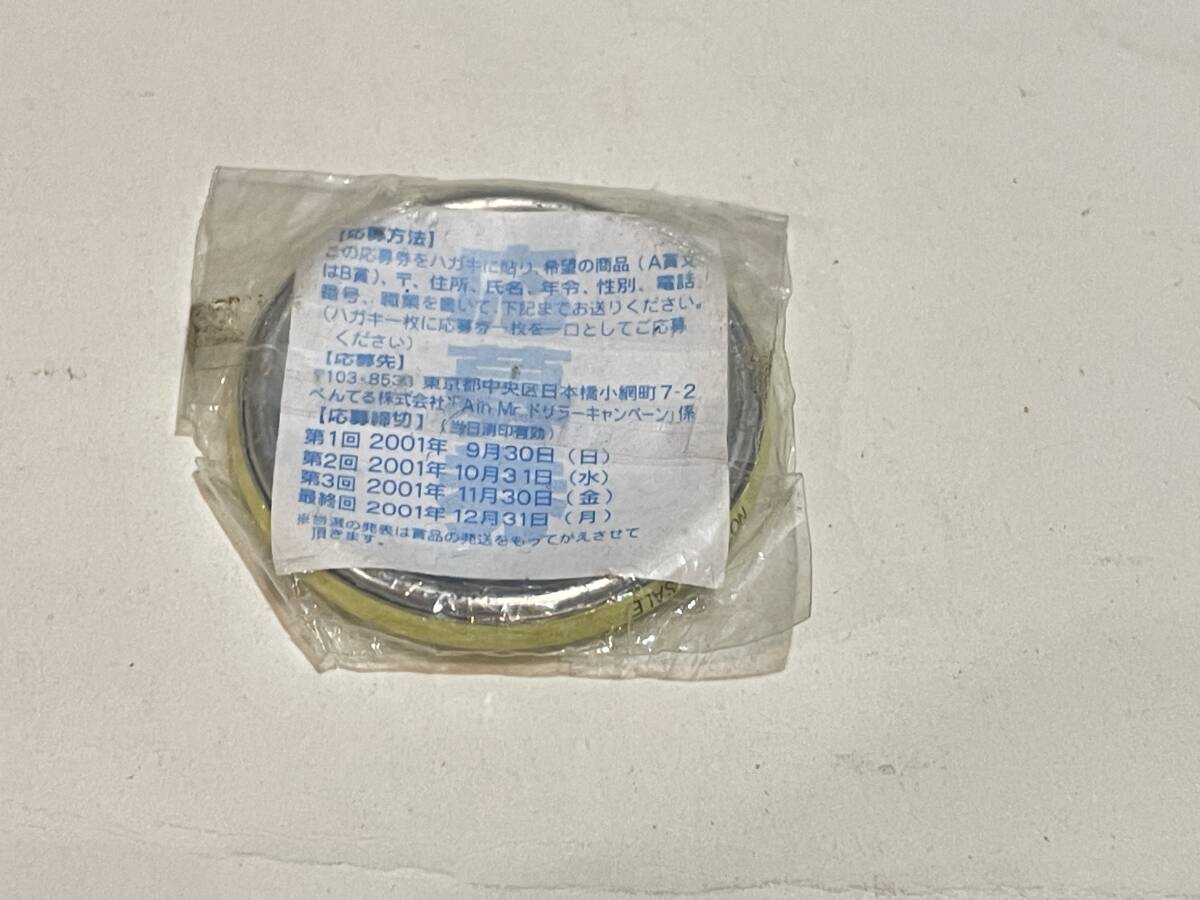 【応募方法】
この応募券をハガキに貼り、希望の商品（A賞又
はB賞）、〒、住所、氏名、年令、性別、電話
番号、職業を書いて、下記までお送りください。
（ハガキ一枚に応募券一枚を一口としてご応募
ください）
【応募先】
〒103-8533 東京都中央区日本橋小網町7-2
ぺんてる株式会社「Ain Mr.ドリラーキャンペーン」係
【応募締切】（当日消印有効）
第1回 2001年 9月30日（日）
第2回 2001年 10月31日（水）
第3回 2001年 11月30日（金）
最終回 2001年 12月31日（月）
※当選の発表は賞品の発送をもってかえさせて
頂きます。
応募券
SALE